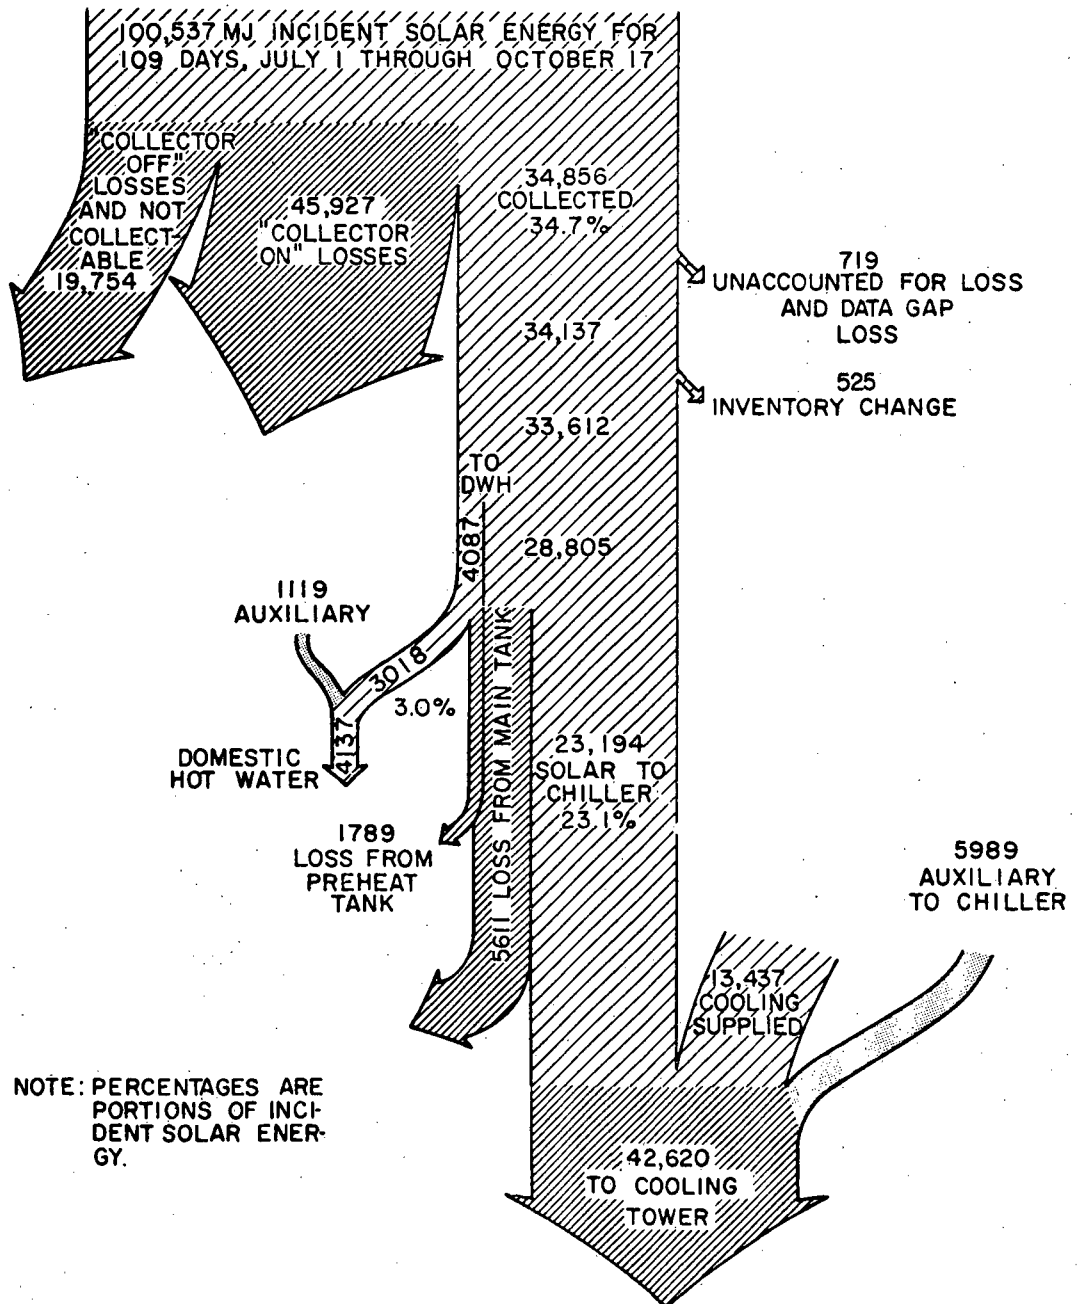 100,537 MJ INCIDENT SOLAR ENERGY FOR
109 DAYS, JULY 1 THROUGH OCTOBER 17
"COLLECTOR
OFF"
LOSSES
AND NOT
COLLECT-
ABLE
19,754
45,927
"COLLECTOR
ON" LOSSES
34,856
COLLECTED
34.7%
719
UNACCOUNTED FOR LOSS
AND DATA GAP
LOSS
34,137
525
INVENTORY CHANGE
33,612
TO
DWH
4087
28,805
1119
AUXILIARY
3018
3.0%
4137
DOMESTIC
HOT WATER
5611 LOSS FROM MAIN TANK
23,194
SOLAR TO
CHILLER
23.1%
1789
LOSS FROM
PREHEAT
TANK
5989
AUXILIARY
TO CHILLER
13,437
COOLING
SUPPLIED
NOTE: PERCENTAGES ARE
PORTIONS OF INCI-
DENT SOLAR ENER-
GY.
42,620
TO COOLING
TOWER